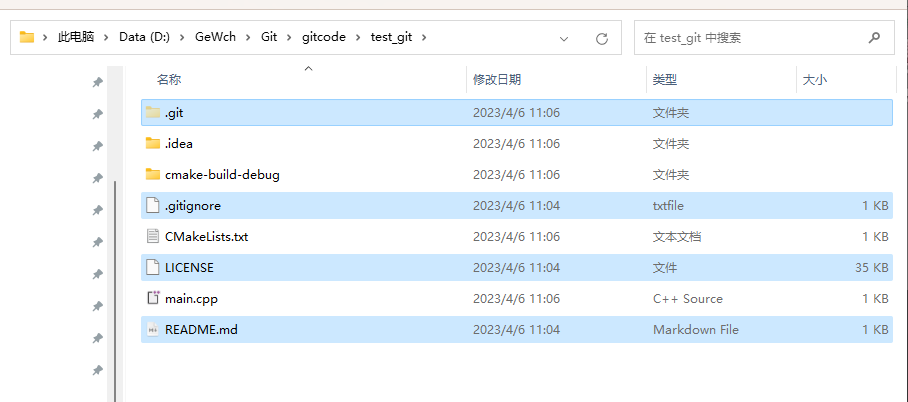 此电脑 › Data (D:) › GeWch › Git › gitcode › test_git ›
在 test_git 中搜索
名称 修改日期 类型 大小
.git 2023/4/6 11:06 文件夹
.idea 2023/4/6 11:06 文件夹
cmake-build-debug 2023/4/6 11:06 文件夹
.gitignore 2023/4/6 11:04 txtfile 1 KB
CMakeLists.txt 2023/4/6 11:06 文本文档 1 KB
LICENSE 2023/4/6 11:04 文件 35 KB
main.cpp 2023/4/6 11:06 C++ Source 1 KB
README.md 2023/4/6 11:04 Markdown File 1 KB